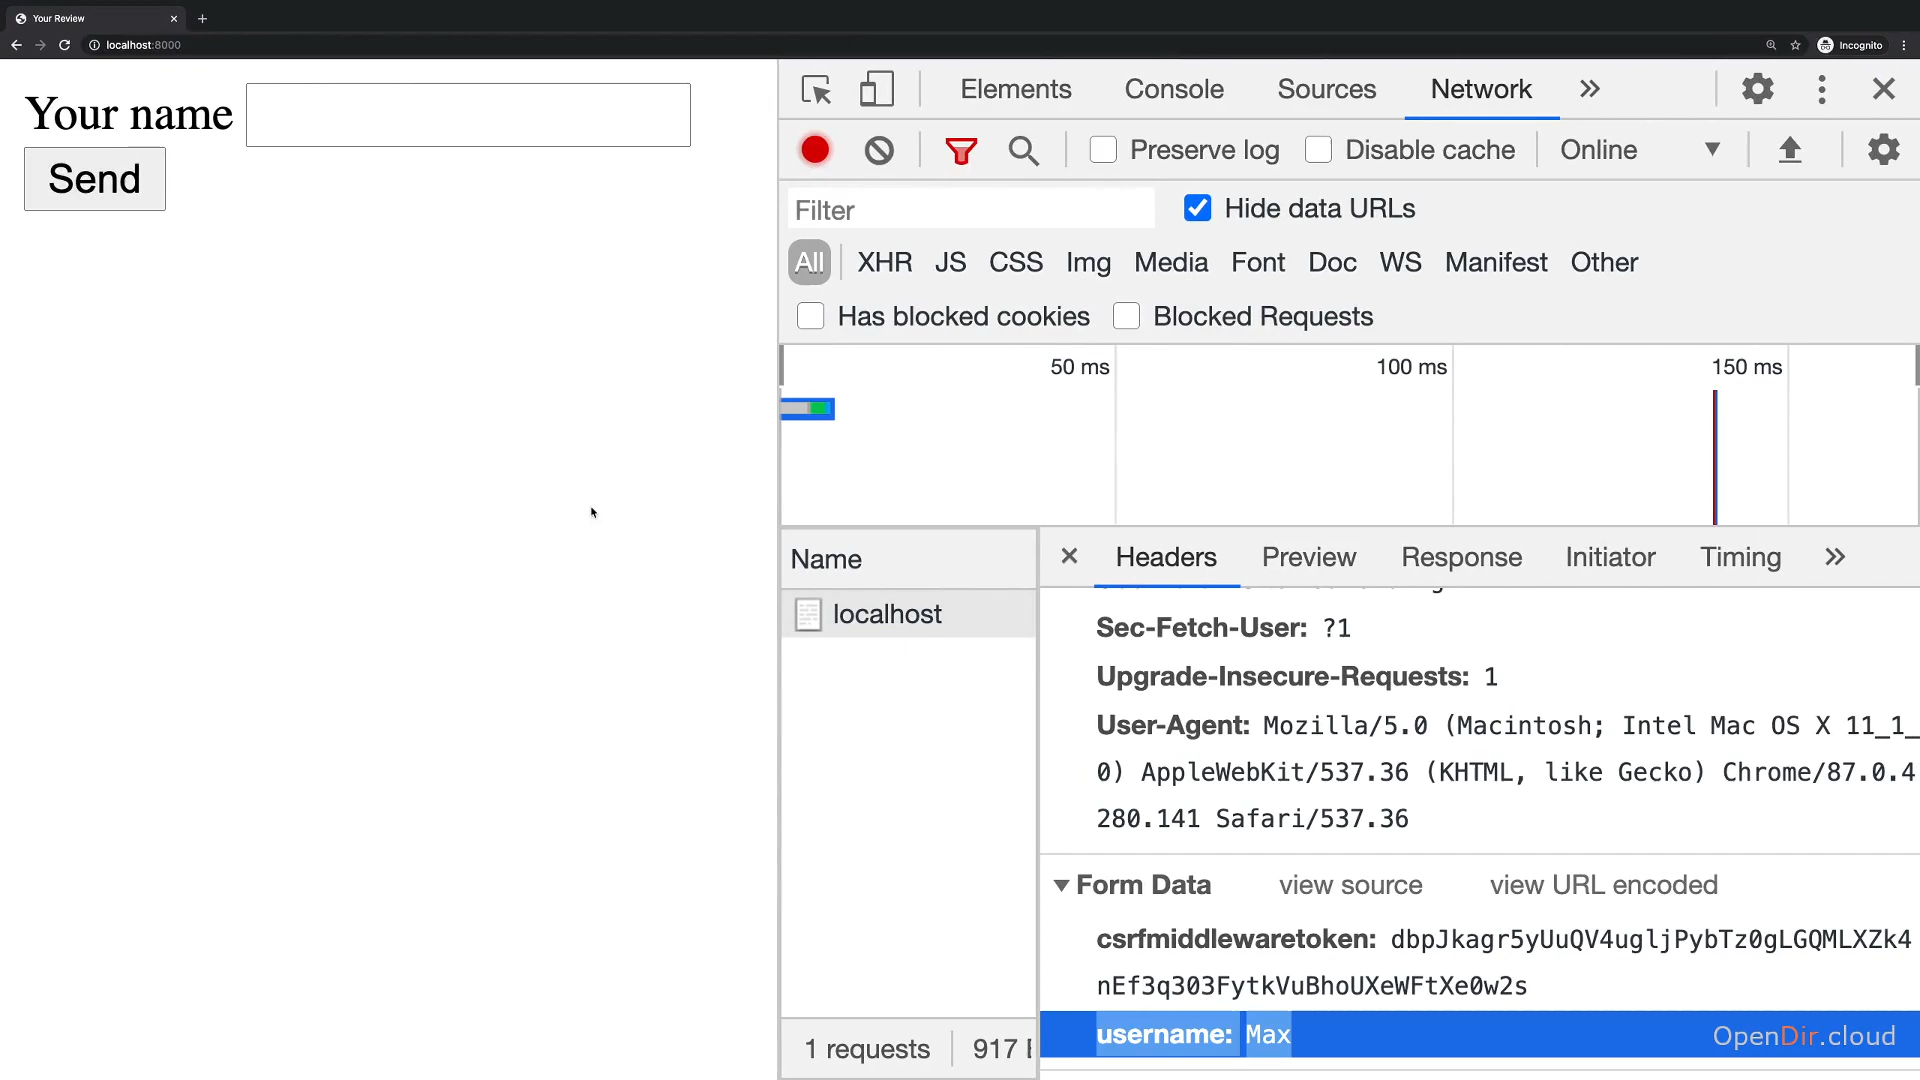 Your Review
localhost:8000
Incognito
Your name
Send
Elements Console Sources Network
Preserve log Disable cache Online
Filter Hide data URLs
All XHR JS CSS Img Media Font Doc WS Manifest Other
Has blocked cookies Blocked Requests
50 ms 100 ms 150 ms
Name
localhost
1 requests 917
Headers Preview Response Initiator Timing
Sec-Fetch-User: ?1
Upgrade-Insecure-Requests: 1
User-Agent: Mozilla/5.0 (Macintosh; Intel Mac OS X 11_1_
0) AppleWebKit/537.36 (KHTML, like Gecko) Chrome/87.0.4
280.141 Safari/537.36
Form Data view source view URL encoded
csrfmiddlewaretoken: dbpJkagr5yUuQV4ugljPybTz0gLGQMLXZk4
nEf3q303FytkVuBhoUXeWFtXe0w2s
username: Max
OpenDir.cloud